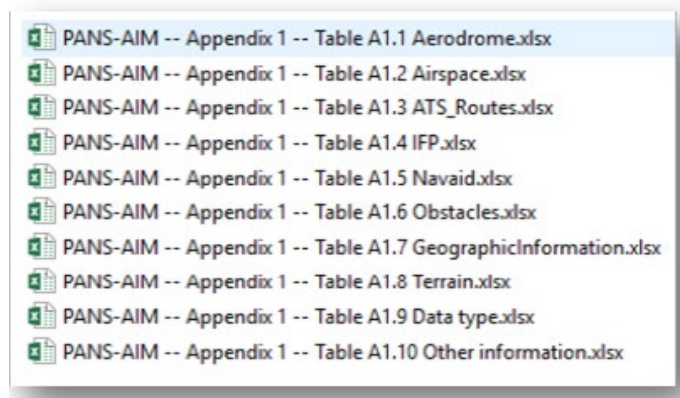 PANS-AIM -- Appendix 1 -- Table A1.1 Aerodrome.xlsx
PANS-AIM -- Appendix 1 -- Table A1.2 Airspace.xlsx
PANS-AIM -- Appendix 1 -- Table A1.3 ATS_Routes.xlsx
PANS-AIM -- Appendix 1 -- Table A1.4 IFP.xlsx
PANS-AIM -- Appendix 1 -- Table A1.5 Navaid.xlsx
PANS-AIM -- Appendix 1 -- Table A1.6 Obstacles.xlsx
PANS-AIM -- Appendix 1 -- Table A1.7 GeographicInformation.xlsx
PANS-AIM -- Appendix 1 -- Table A1.8 Terrain.xlsx
PANS-AIM -- Appendix 1 -- Table A1.9 Data type.xlsx
PANS-AIM -- Appendix 1 -- Table A1.10 Other information.xlsx